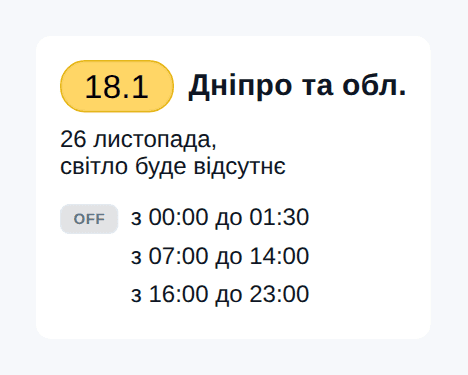 18.1 Дніпро та обл.
26 листопада,
світло буде відсутнє
OFF з 00:00 до 01:30
з 07:00 до 14:00
з 16:00 до 23:00